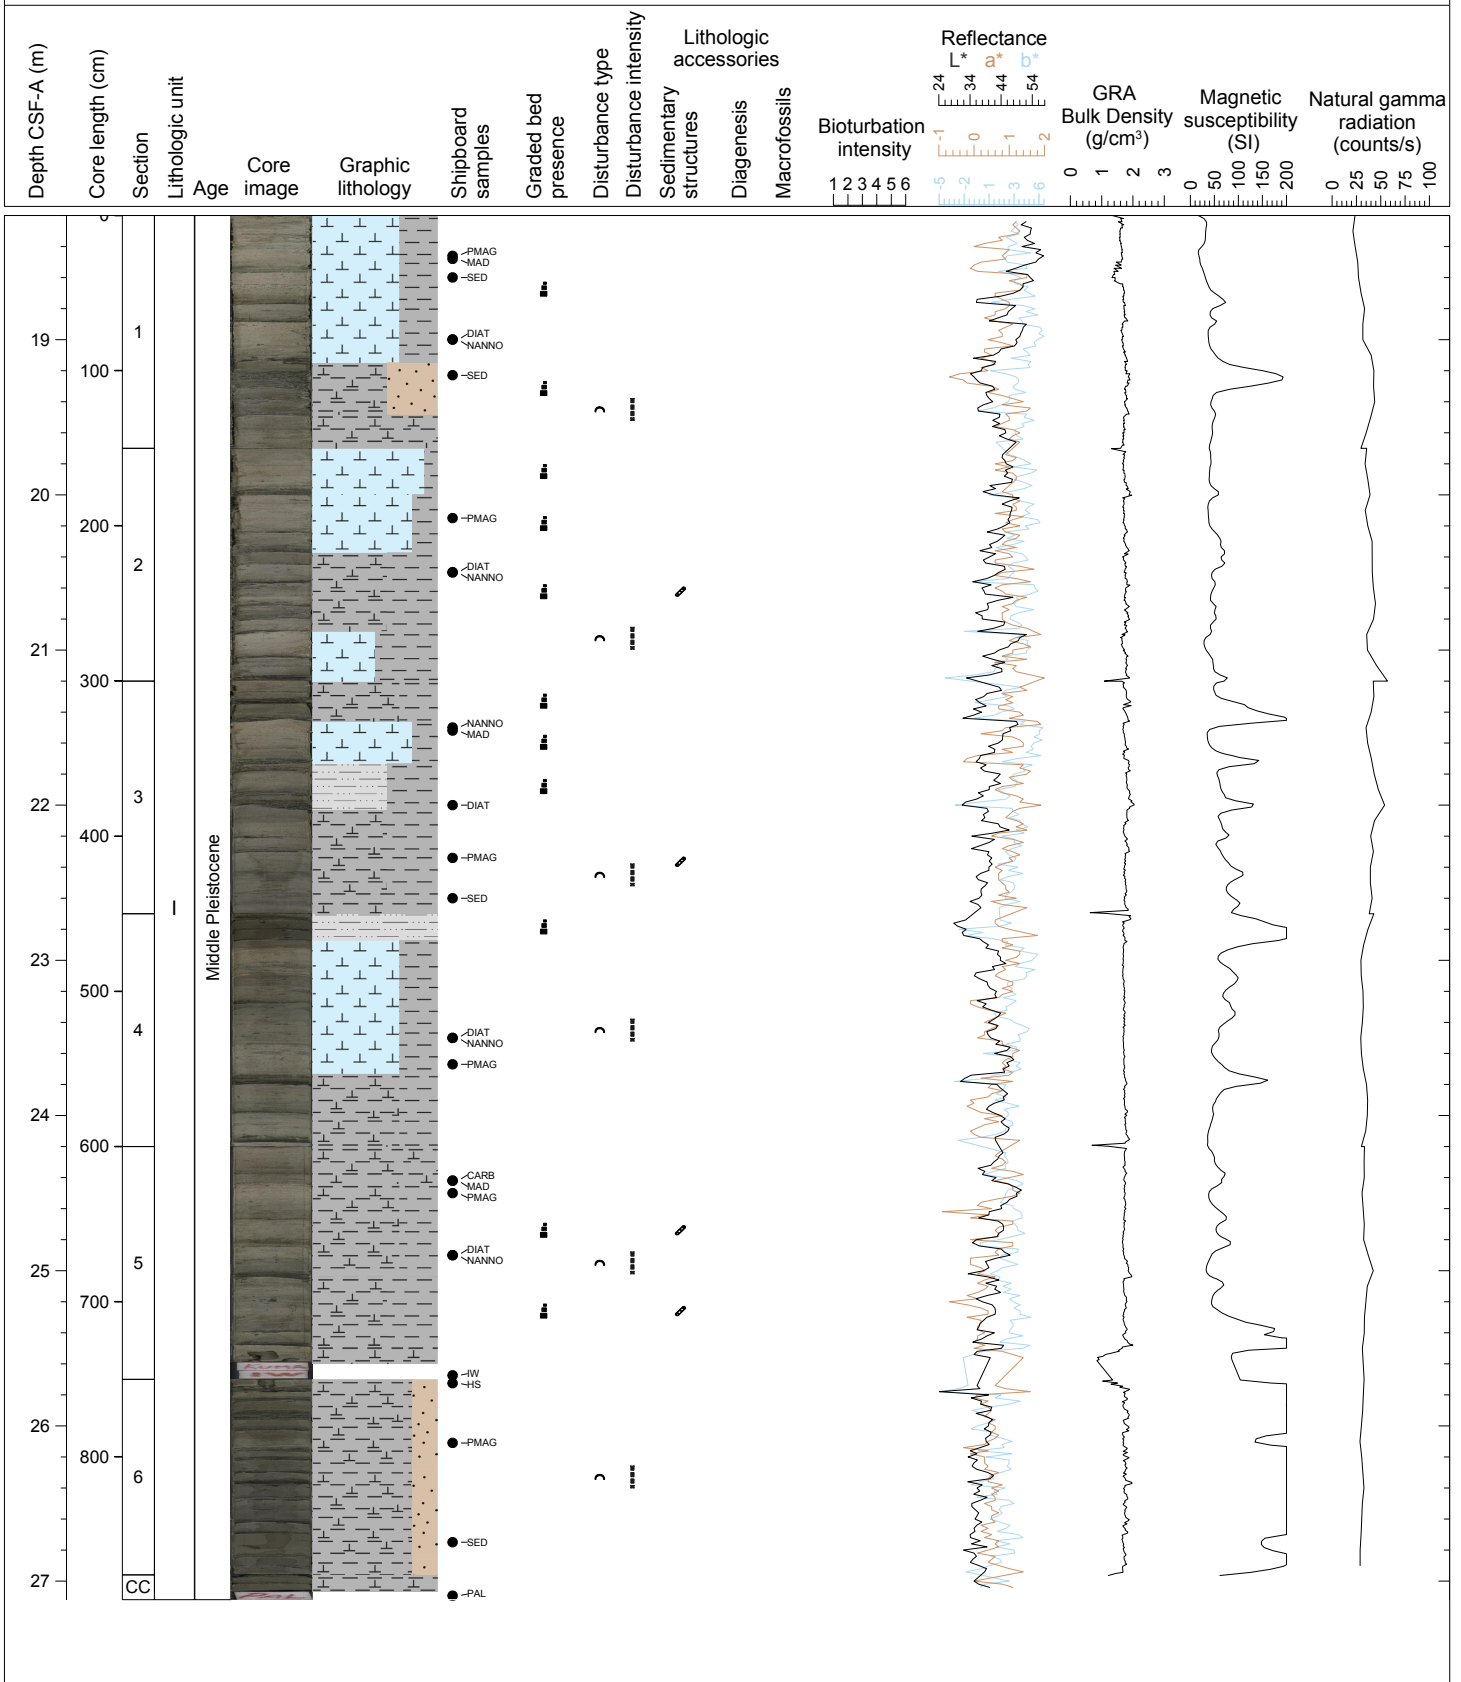 Depth CSF-A (m)
Core length (cm)
Section
Lithologic unit
Age
Core image
Graphic lithology
Shipboard samples
Graded bed presence
Disturbance type
Disturbance intensity
Lithologic accessories
Sedimentary structures
Diagenesis
Macrofossils
Bioturbation intensity
1 2 3 4 5 6
Reflectance
L* a* b*
24 34 44 54
-1 0 1 2
-5 -2 1 3 6
GRA
Bulk Density
(g/cm³)
0 1 2 3
Magnetic
susceptibility
(SI)
0 50 100 150 200
Natural gamma
radiation
(counts/s)
0 25 50 75 100
0
PMAG
MAD
SED
19
1
DIAT
NANNO
100
SED
20
200
PMAG
2
DIAT
NANNO
21
300
NANNO
MAD
3
22
DIAT
400
PMAG
SED
I
Middle Pleistocene
23
500
4
DIAT
NANNO
PMAG
24
600
CARB
MAD
PMAG
5
DIAT
NANNO
25
700
IW
IW
HS
26
PMAG
800
6
SED
27
CC
PAL